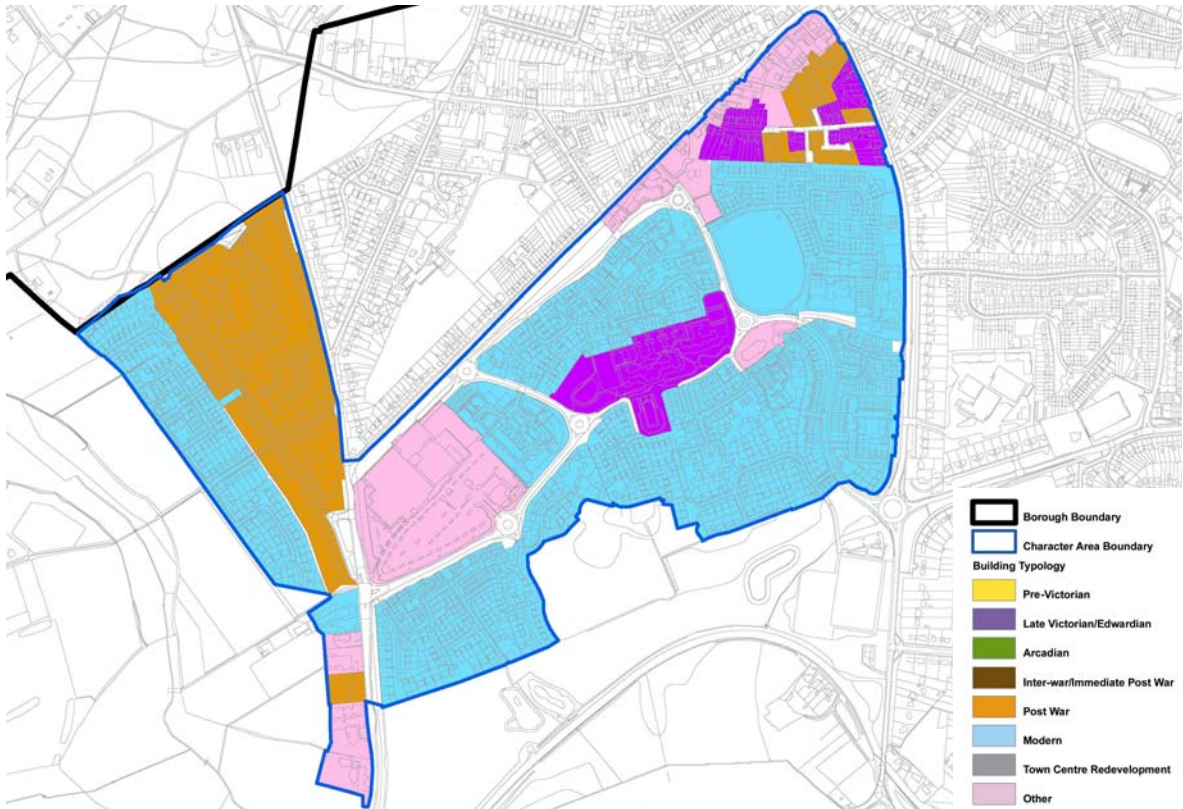 Borough Boundary
Character Area Boundary
Building Typology
Pre-Victorian
Late Victorian/Edwardian
Arcadian
Inter-war/Immediate Post War
Post War
Modern
Town Centre Redevelopment
Other